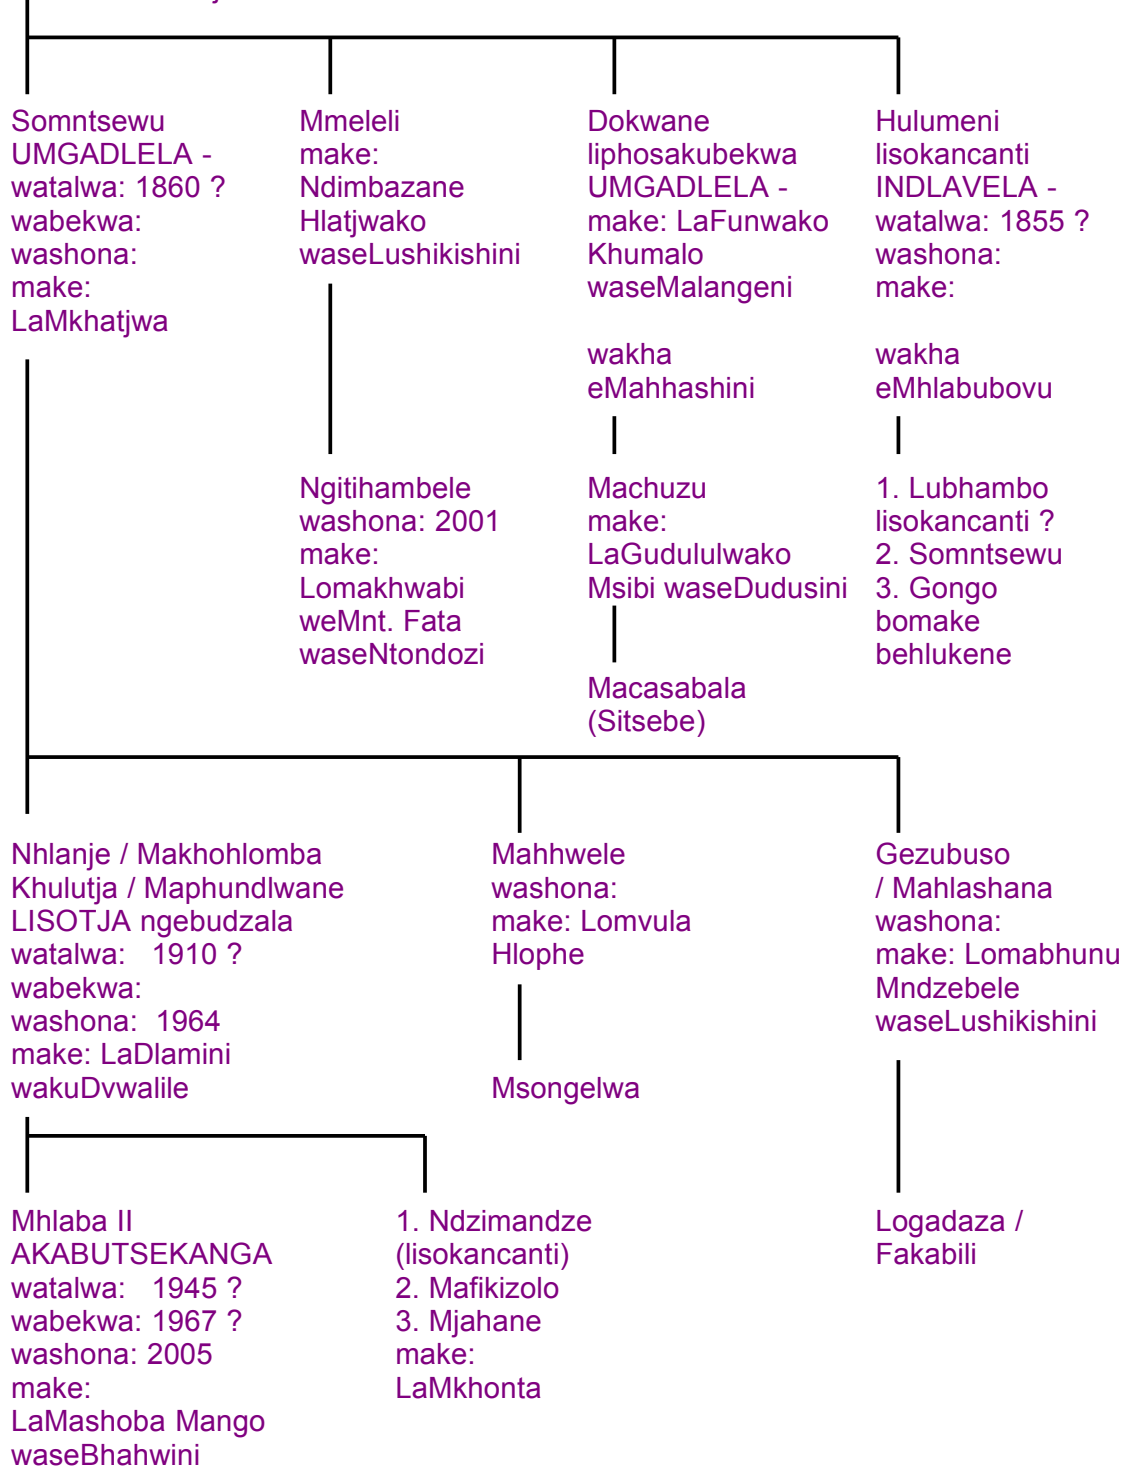 Somntsewu
UMGADLELA -
watalwa: 1860 ?
wabekwa:
washona:
make:
LaMkhatjwa
Mmeleli
make:
Ndimbazane
Hlatjwako
waseLushikishini
Dokwane
liphosakubekwa
UMGADLELA -
make: LaFunwako
Khumalo
waseMalangeni
wakha
eMahhashini
Hulumeni
lisokancanti
INDLAVELA -
watalwa: 1855 ?
washona:
make:
wakha
eMhlabubovu
Ngitihambele
washona: 2001
make:
Lomakhwabi
weMnt. Fata
waseNtondozi
Machuzu
make:
LaGudululwako
Msibi waseDudusini
1. Lubhambo
lisokancanti ?
2. Somntsewu
3. Gongo
bomake
behlukene
Macasabala
(Sitsebe)
Nhlanje / Makhohlomba
Khulutja / Maphundlwane
LISOTJA ngebudzala
watalwa: 1910 ?
wabekwa:
washona: 1964
make: LaDlamini
wakuDvwalile
Mahhwele
washona:
make: Lomvula
Hlophe
Gezubuso
/ Mahlashana
washona:
make: Lomabhunu
Mndzebele
waseLushikishini
Msongelwa
Mhlaba II
AKABUTSEKANGA
watalwa: 1945 ?
wabekwa: 1967 ?
washona: 2005
make:
LaMashoba Mango
waseBhahwini
1. Ndzimandze
(lisokancanti)
2. Mafikizolo
3. Mjahane
make:
LaMkhonta
Logadaza /
Fakabili